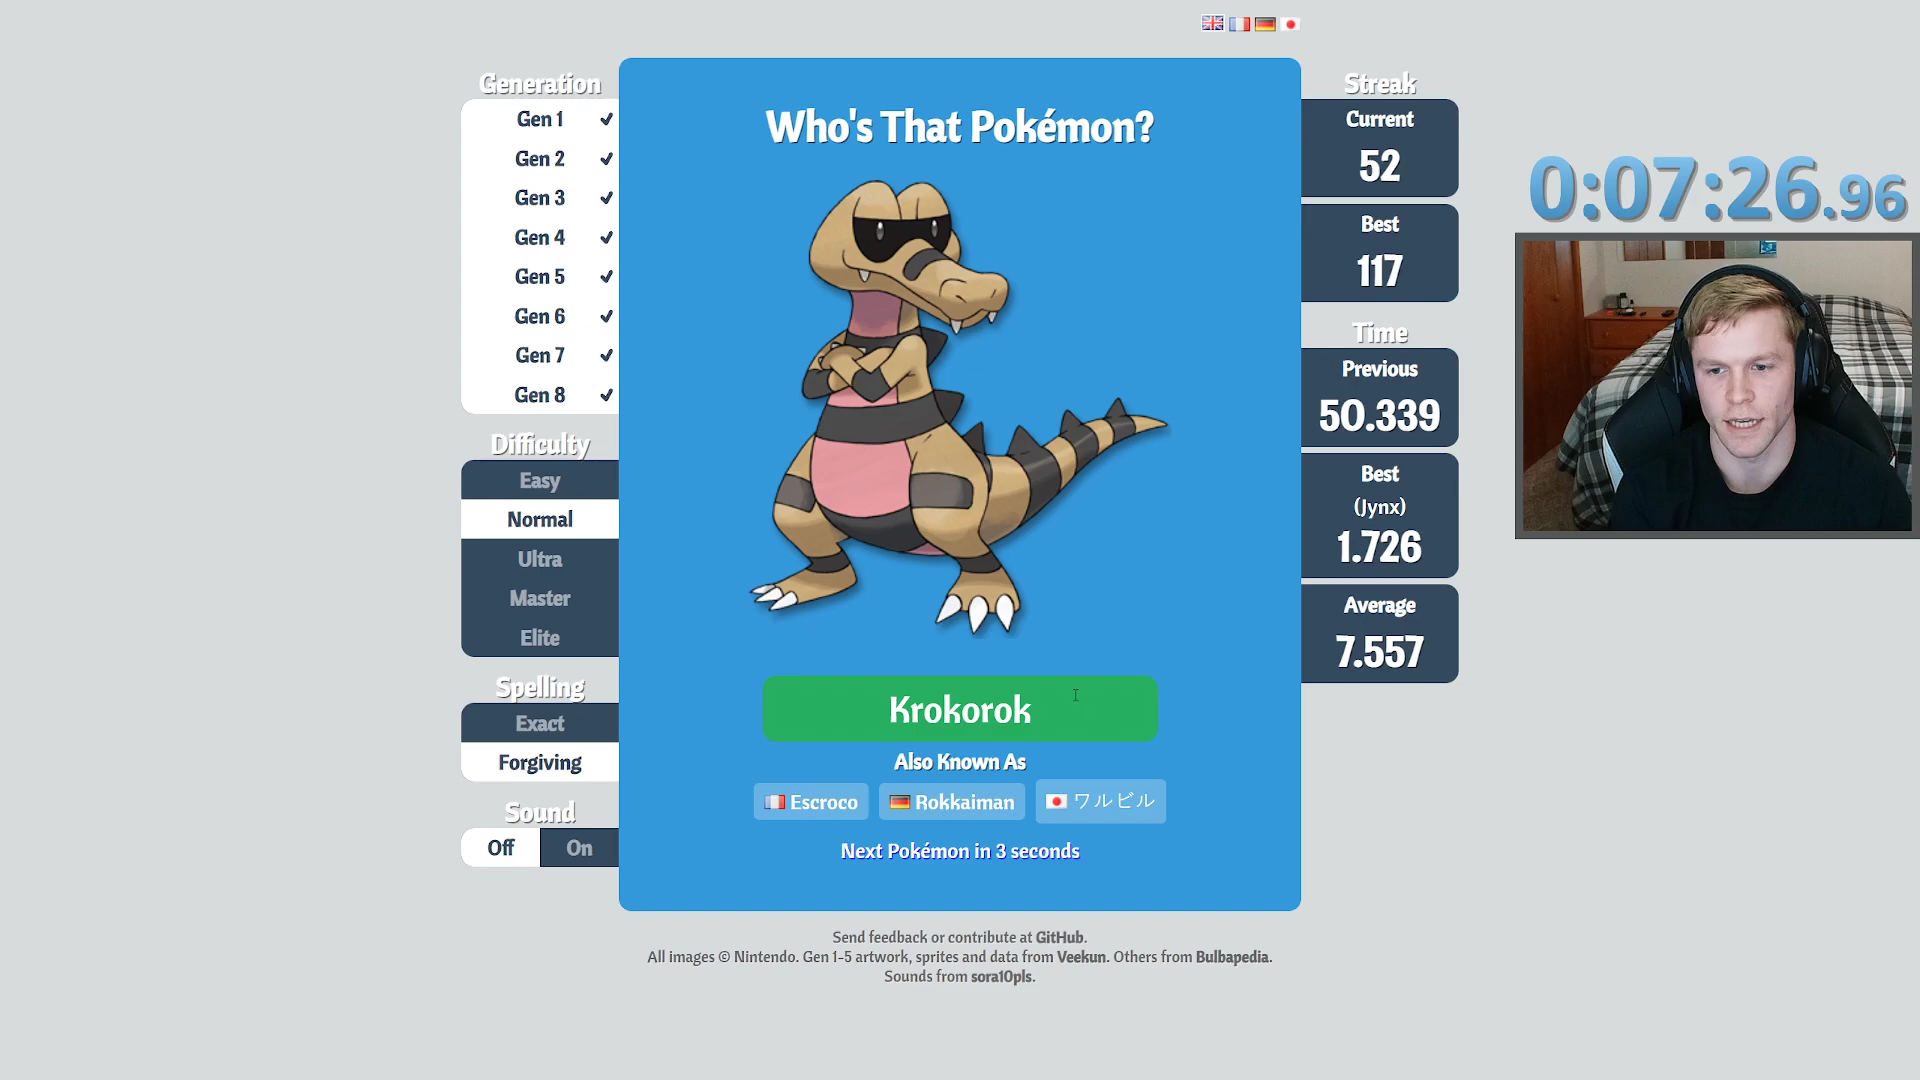 Generation
Gen 1
Gen 2
Gen 3
Gen 4
Gen 5
Gen 6
Gen 7
Gen 8
Difficulty
Easy
Normal
Ultra
Master
Elite
Spelling
Exact
Forgiving
Sound
Off On
Who's That Pokémon?
Krokorok
Also Known As
Escroco Rokkaiman ワルビル
Next Pokémon in 3 seconds
Send feedback or contribute at GitHub.
All images © Nintendo. Gen 1-5 artwork, sprites and data from Veekun. Others from Bulbapedia.
Sounds from sora10pls.
Streak
Current
52
Best
117
Time
Previous
50.339
Best
(Jynx)
1.726
Average
7.557
0:07:26.96